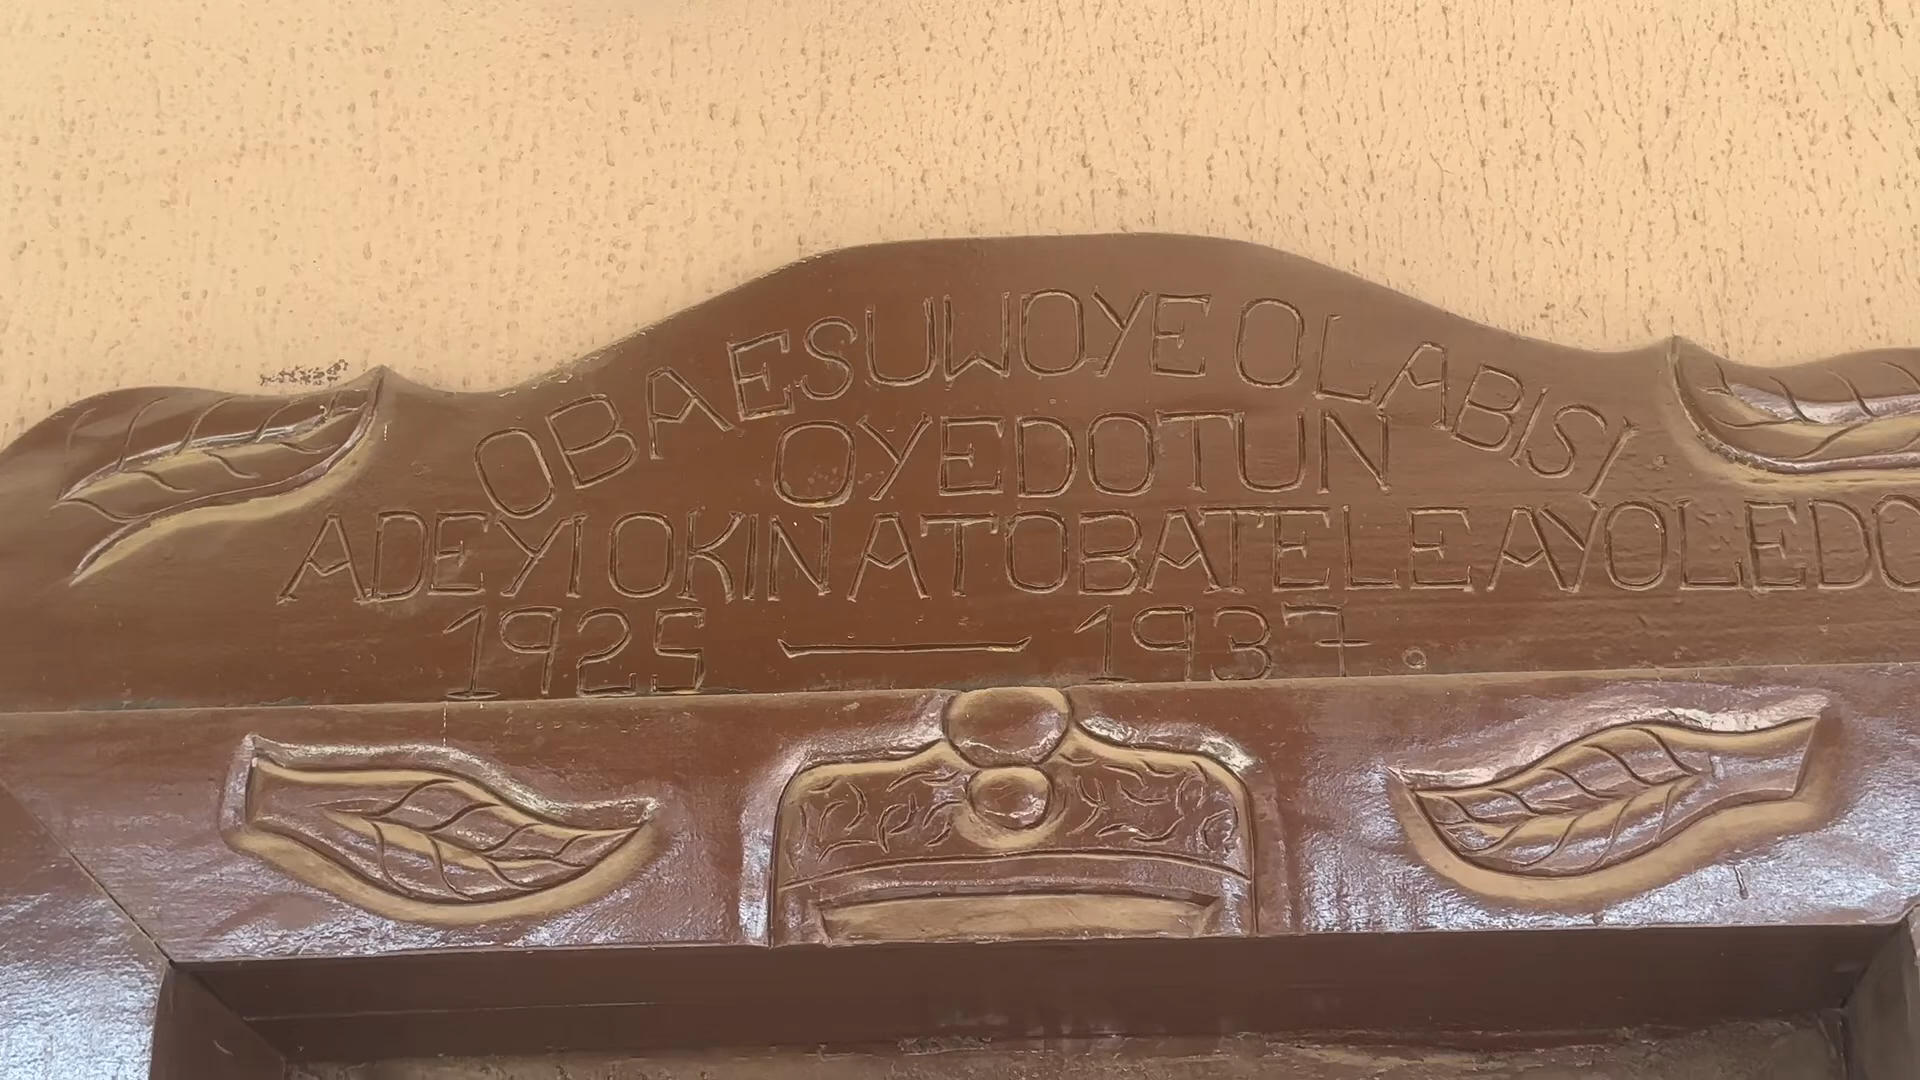 OBA ESUWOYE OLABISI
OYEDOTUN
ADEYI OKIN ATOBATELE AYOLEDO
1925 — 1937.